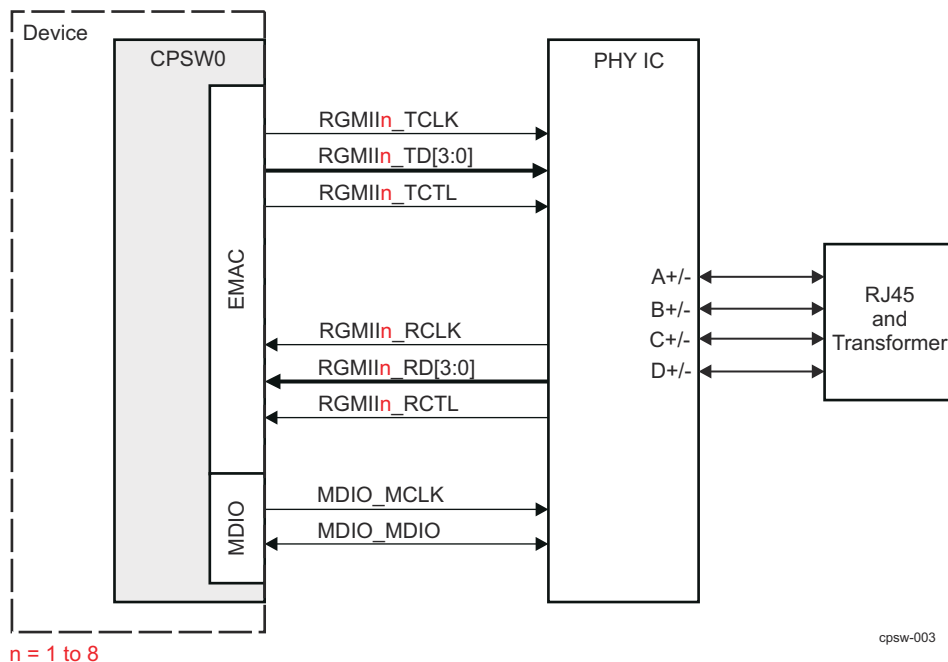 Device
CPSW0
PHY IC
RGMIIn_TCLK
RGMIIn_TD[3:0]
RGMIIn_TCTL
EMAC
A+/-
B+/-
C+/-
D+/-
RJ45
and
Transformer
RGMIIn_RCLK
RGMIIn_RD[3:0]
RGMIIn_RCTL
MDIO
MDIO_MCLK
MDIO_MDIO
cpsw-003
n = 1 to 8